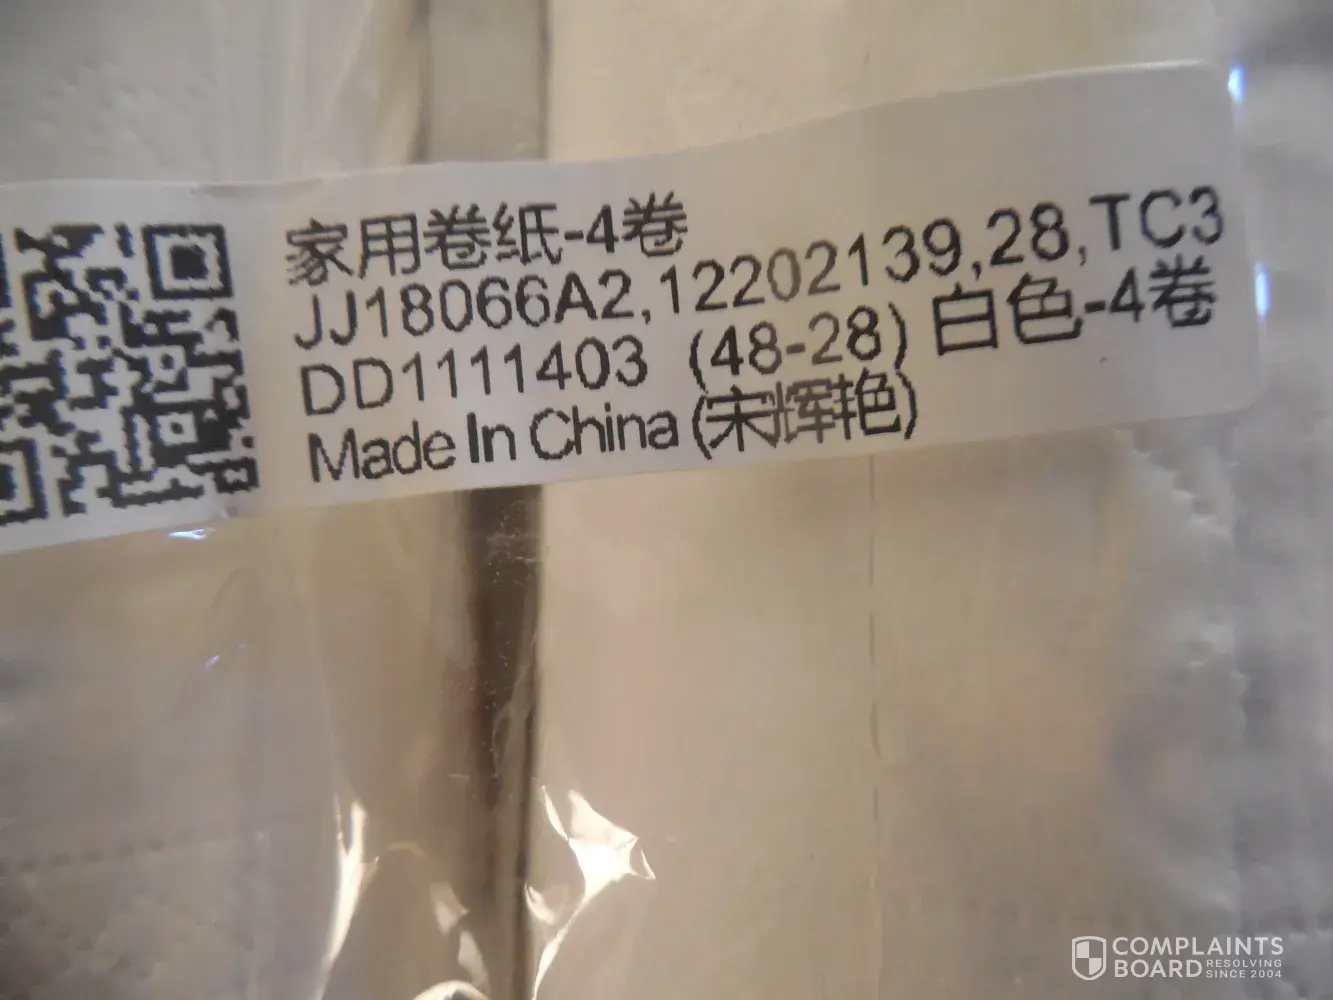 家用卷纸-4卷
JJ18066A2,12202139,28,TC3
DD1111403 (48-28) 白色-4卷
Made In China (宋辉艳)
COMPLAINTS
BOARD RESOLVING
SINCE 2004